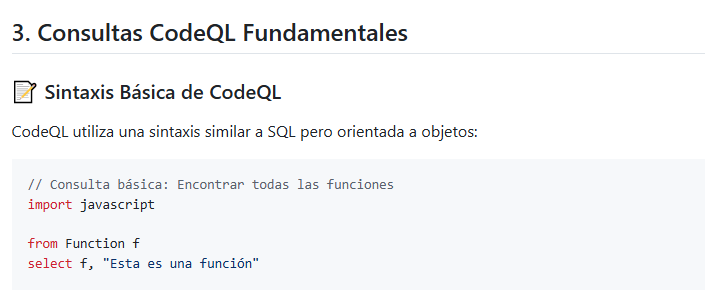 3. Consultas CodeQL Fundamentales
📝 Sintaxis Básica de CodeQL
CodeQL utiliza una sintaxis similar a SQL pero orientada a objetos:
// Consulta básica: Encontrar todas las funciones
import javascript
from Function f
select f, "Esta es una función"